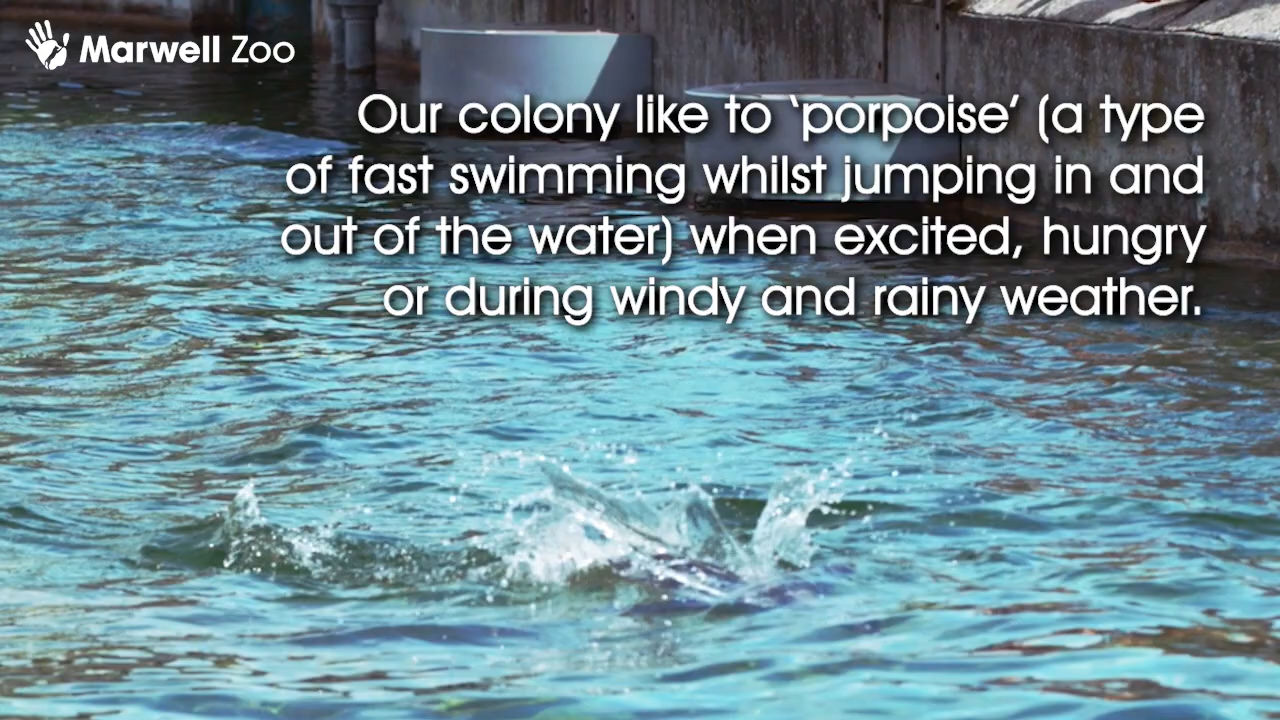 Marwell Zoo
Our colony like to ‘porpoise’ (a type
of fast swimming whilst jumping in and
out of the water) when excited, hungry
or during windy and rainy weather.